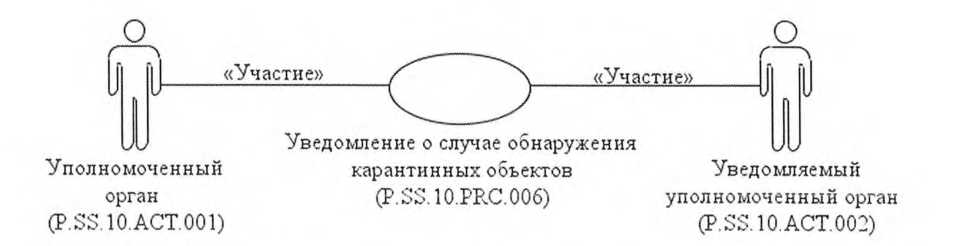 «Участие»
«Участие»
Уведомление о случае обнаружения
карантинных объектов
(P.SS.10.PRC.006)
Уполномоченный
орган
(P.SS.10.ACT.001)
Уведомляемый
уполномоченный орган
(P.SS.10.ACT.002)